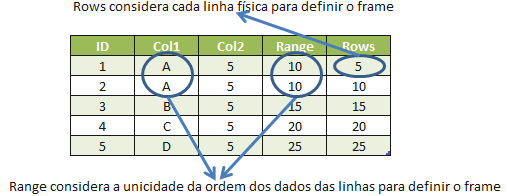 Rows considera cada linha física para definir o frame
ID Col1 Col2 Range Rows
1 A 5 10 5
2 A 5 10 10
3 B 5 15 15
4 C 5 20 20
5 D 5 25 25
Range considera a unicidade da ordem dos dados das linhas para definir o frame